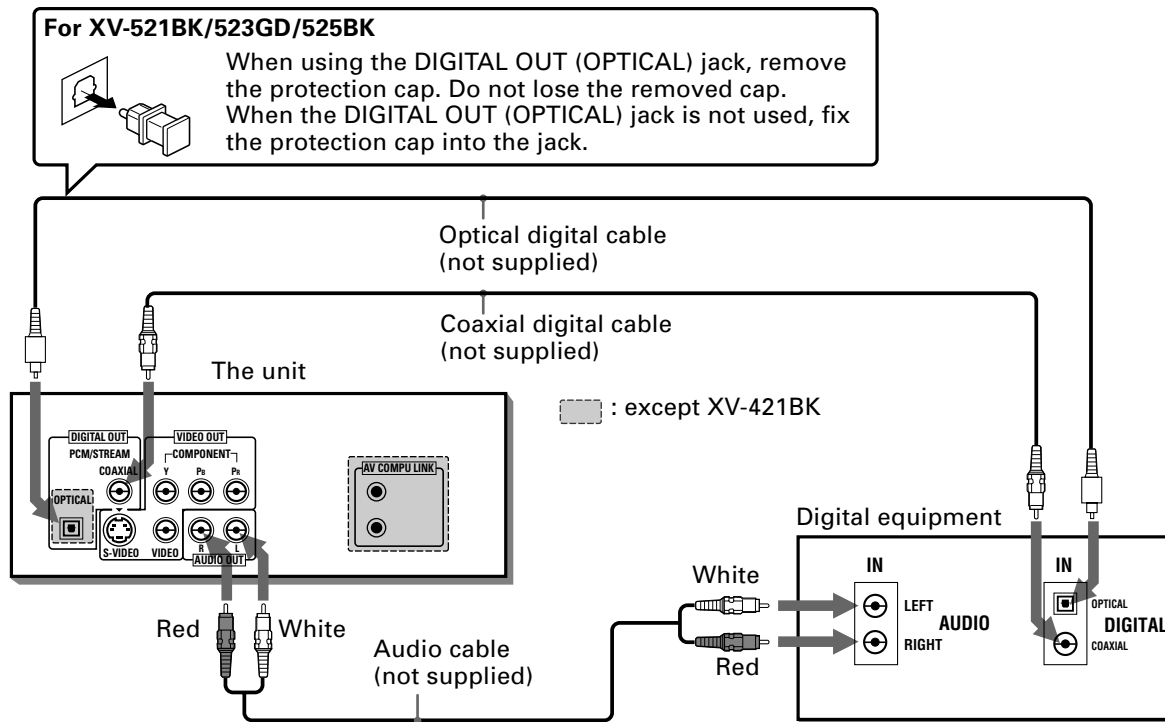 For XV-521BK/523GD/525BK
When using the DIGITAL OUT (OPTICAL) jack, remove
the protection cap. Do not lose the removed cap.
When the DIGITAL OUT (OPTICAL) jack is not used, fix
the protection cap into the jack.
Optical digital cable
(not supplied)
Coaxial digital cable
(not supplied)
The unit
: except XV-421BK
DIGITAL OUT
PCM/STREAM
COAXIAL
OPTICAL
VIDEO OUT
COMPONENT
Y PB PR
S-VIDEO VIDEO
R L
AUDIO OUT
AV COMPU LINK
Digital equipment
IN
LEFT
RIGHT
AUDIO
IN
OPTICAL
COAXIAL
DIGITAL
White
Red
Red
White
Audio cable
(not supplied)